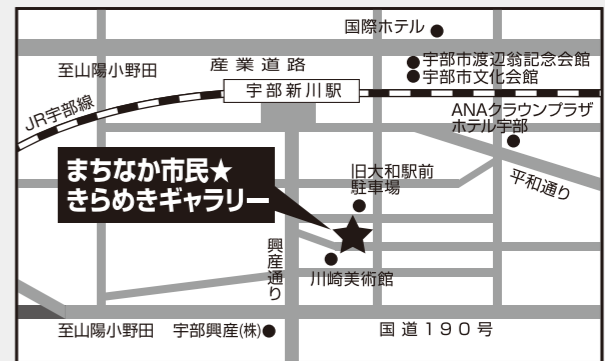 国際ホテル
宇部市渡辺翁記念会館
宇部市文化会館
産業道路
至山陽小野田
宇部新川駅
JR宇部線
ANAクラウンプラザ
ホテル宇部
まちなか市民★
きらめきギャラリー
旧大和駅前
駐車場
平和通り
興産通り
川崎美術館
至山陽小野田
宇部興産(株)
国道190号